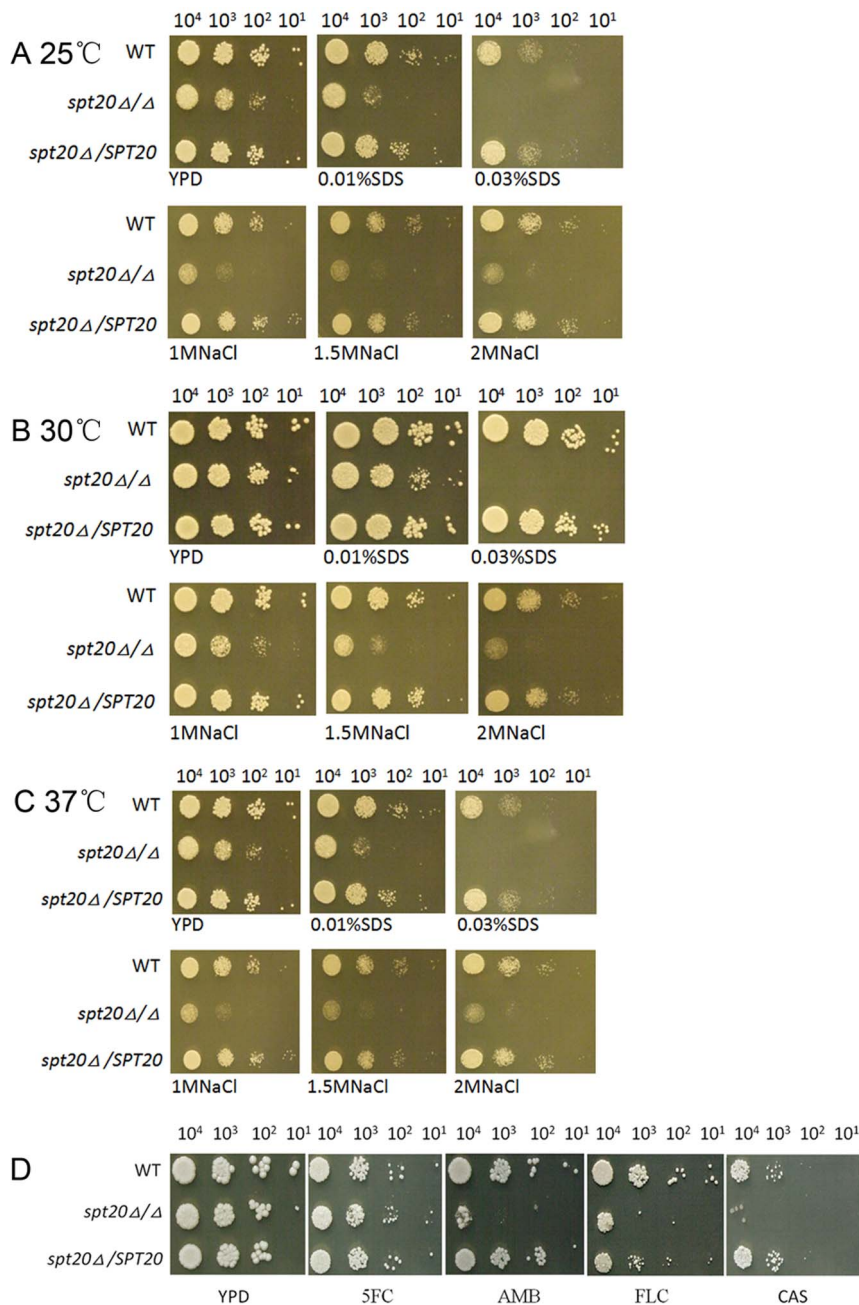 10⁴ 10³ 10² 10¹ 10⁴ 10³ 10² 10¹ 10⁴ 10³ 10² 10¹
A 25℃ WT
spt20Δ/Δ
spt20Δ/SPT20
YPD 0.01%SDS 0.03%SDS
WT
spt20Δ/Δ
spt20Δ/SPT20
1MNaCl 1.5MNaCl 2MNaCl
10⁴ 10³ 10² 10¹ 10⁴ 10³ 10² 10¹ 10⁴ 10³ 10² 10¹
B 30℃ WT
spt20Δ/Δ
spt20Δ/SPT20
YPD 0.01%SDS 0.03%SDS
WT
spt20Δ/Δ
spt20Δ/SPT20
1MNaCl 1.5MNaCl 2MNaCl
10⁴ 10³ 10² 10¹ 10⁴ 10³ 10² 10¹ 10⁴ 10³ 10² 10¹
C 37℃ WT
spt20Δ/Δ
spt20Δ/SPT20
YPD 0.01%SDS 0.03%SDS
WT
spt20Δ/Δ
spt20Δ/SPT20
1MNaCl 1.5MNaCl 2MNaCl
10⁴ 10³ 10² 10¹ 10⁴ 10³ 10² 10¹ 10⁴ 10³ 10² 10¹ 10⁴ 10³ 10² 10¹ 10⁴ 10³ 10² 10¹
D WT
spt20Δ/Δ
spt20Δ/SPT20
YPD 5FC AMB FLC CAS